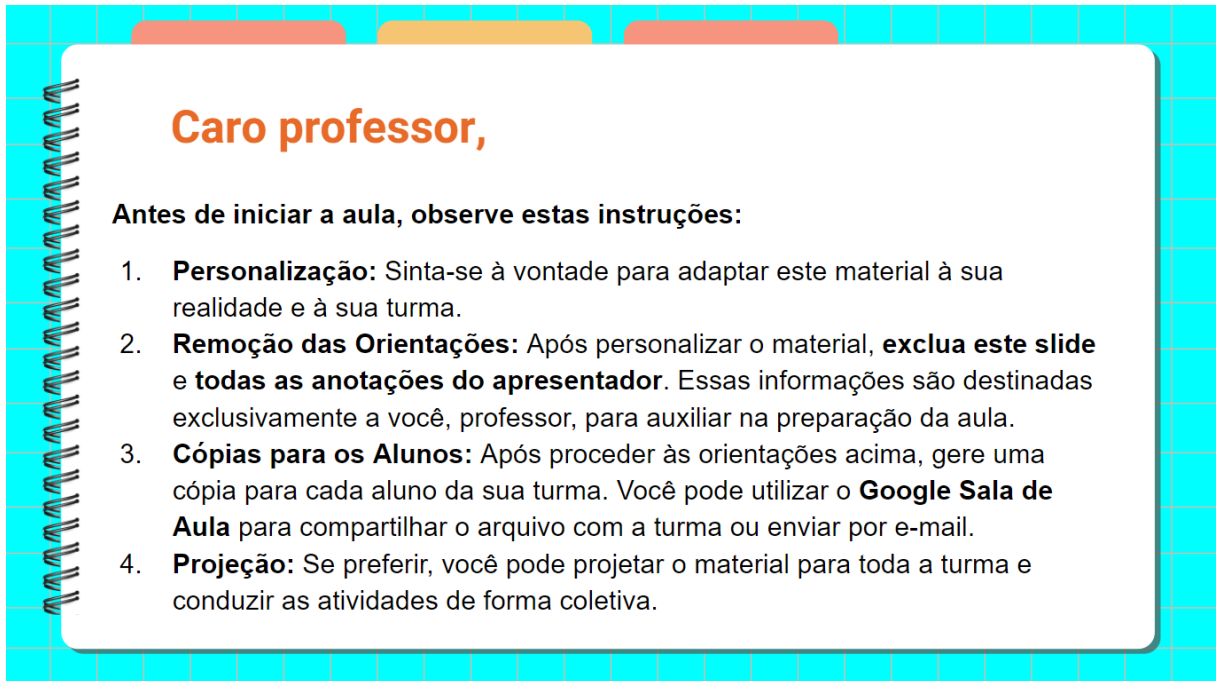 Caro professor,
Antes de iniciar a aula, observe estas instruções:
1. Personalização: Sinta-se à vontade para adaptar este material à sua
realidade e à sua turma.
2. Remoção das Orientações: Após personalizar o material, exclua este slide
e todas as anotações do apresentador. Essas informações são destinadas
exclusivamente a você, professor, para auxiliar na preparação da aula.
3. Cópias para os Alunos: Após proceder às orientações acima, gere uma
cópia para cada aluno da sua turma. Você pode utilizar o Google Sala de
Aula para compartilhar o arquivo com a turma ou enviar por e-mail.
4. Projeção: Se preferir, você pode projetar o material para toda a turma e
conduzir as atividades de forma coletiva.